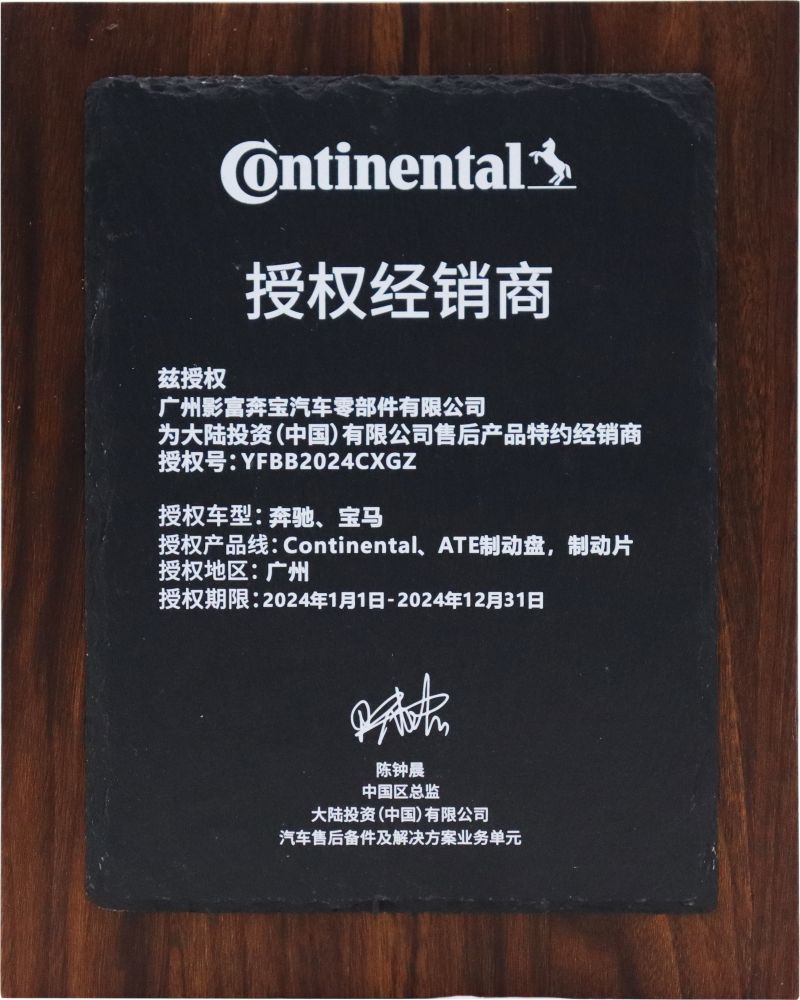 Continental
授权经销商
兹授权
广州影富奔宝汽车零部件有限公司
为大陆投资(中国)有限公司售后产品特约经销商
授权号:YFBB2024CXGZ
授权车型:奔驰、宝马
授权产品线:Continental、ATE制动盘,制动片
授权地区:广州
授权期限:2024年1月1日-2024年12月31日
陈钟晨
中国区总监
大陆投资(中国)有限公司
汽车售后备件及解决方案业务单元